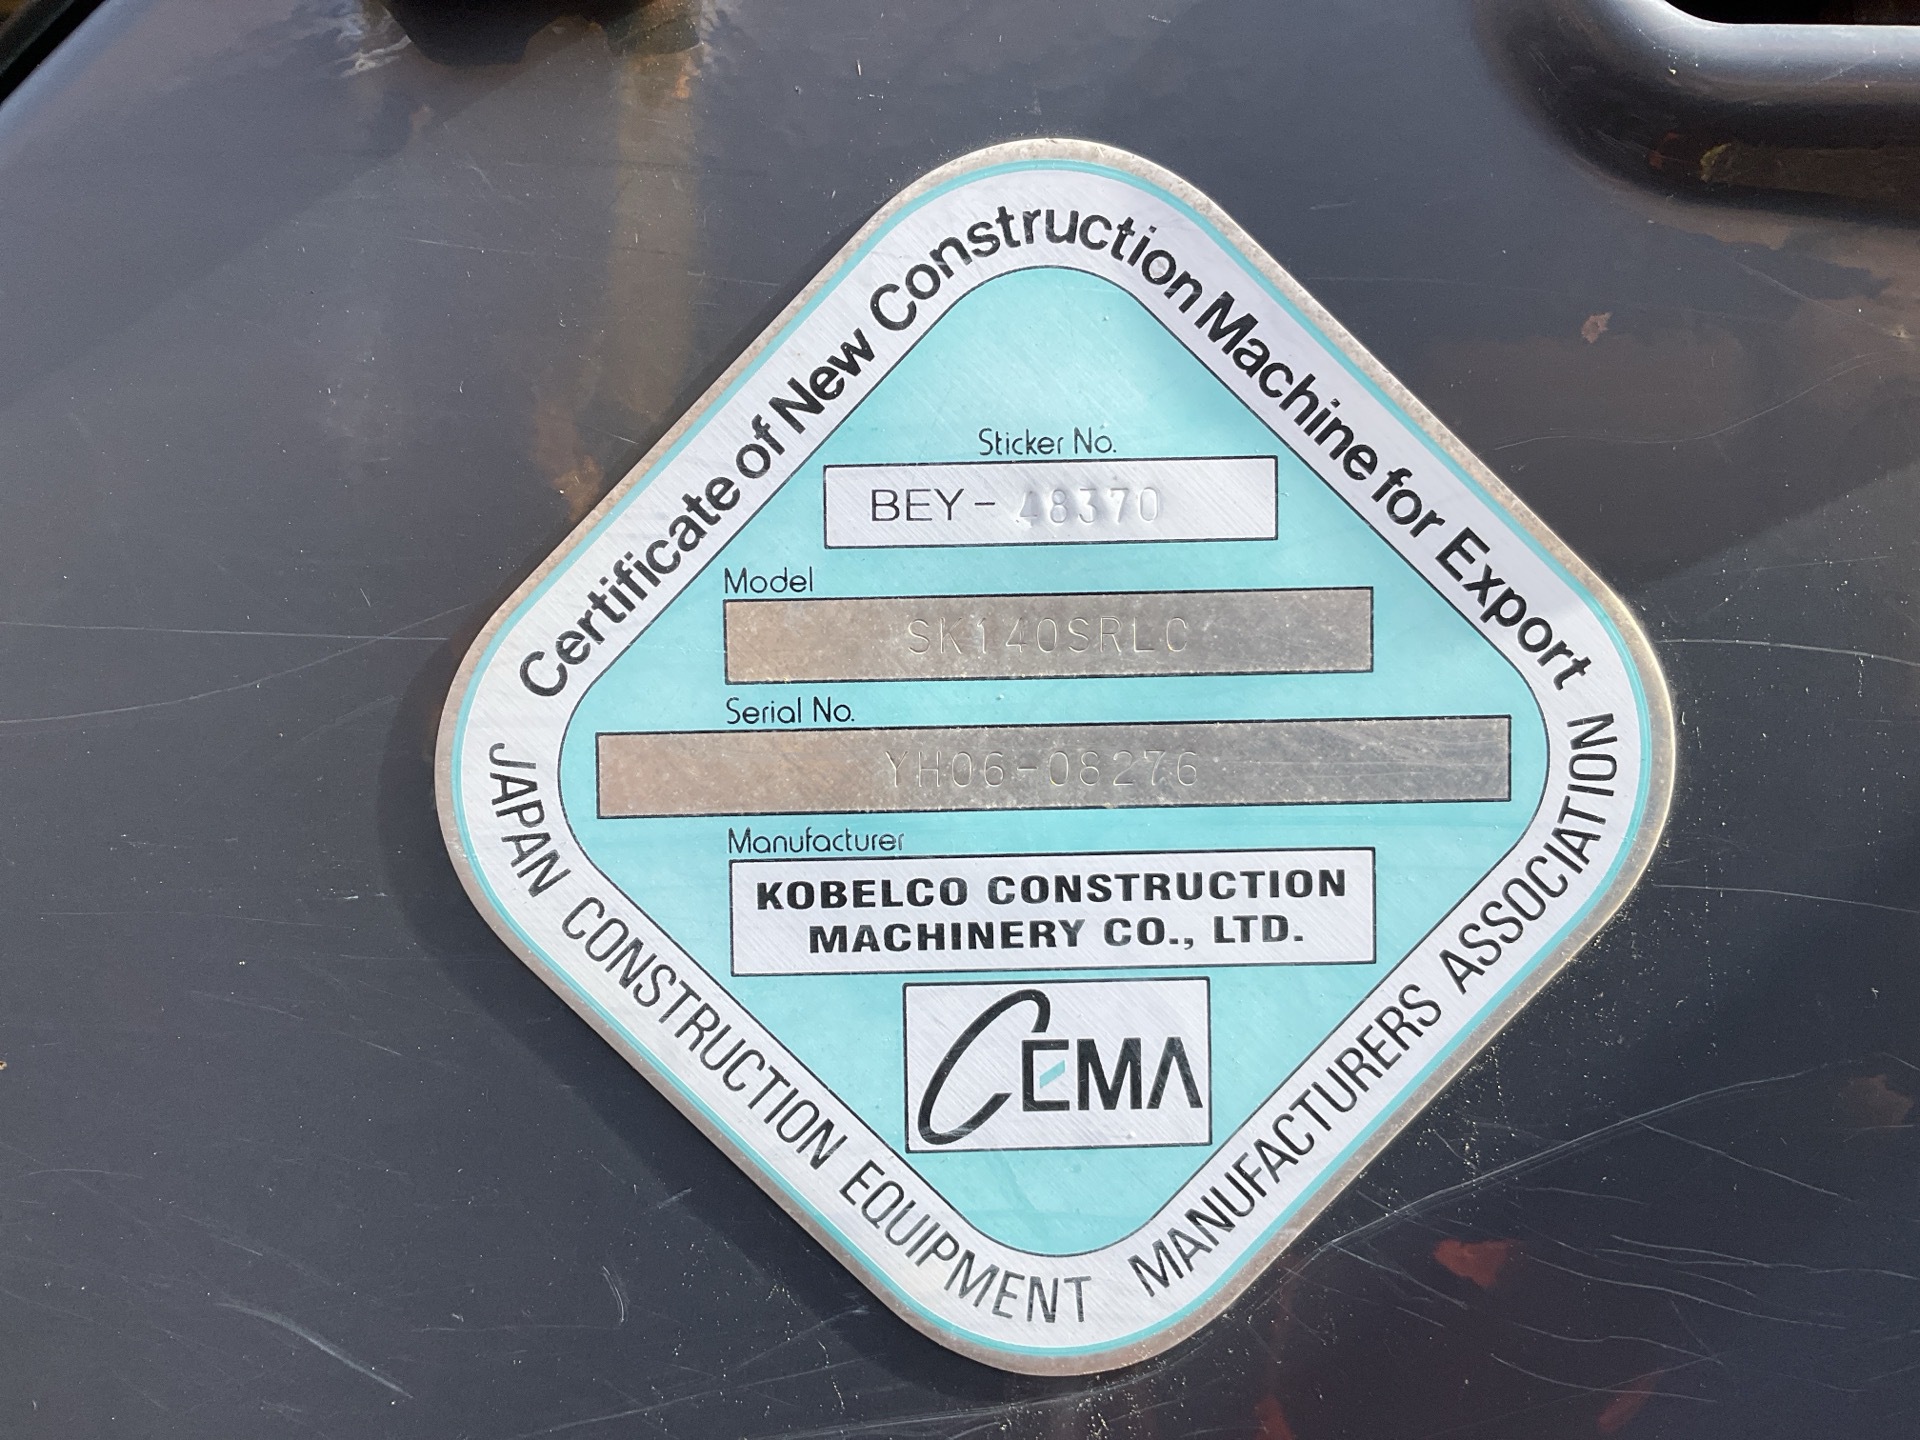 Certificate of New Construction Machine for Export
Sticker No.
BEY-48370
Model
SK140SRLC
Serial No.
YH06-08276
Manufacturer
KOBELCO CONSTRUCTION
MACHINERY CO., LTD.
CEMA
JAPAN CONSTRUCTION EQUIPMENT MANUFACTURERS ASSOCIATION